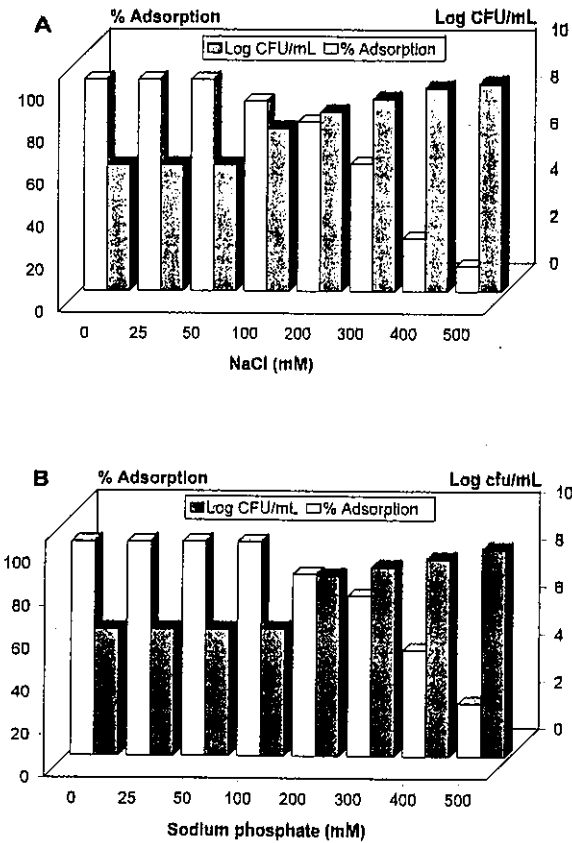 A
% Adsorption
Log CFU/mL
Log CFU/mL % Adsorption
10
8
6
4
2
0
100
80
60
40
20
0
0 25 50 100 200 300 400 500
NaCl (mM)
B
% Adsorption
Log cfu/mL
Log CFU/mL % Adsorption
10
8
6
4
2
0
100
80
60
40
20
0
0 25 50 100 200 300 400 500
Sodium phosphate (mM)